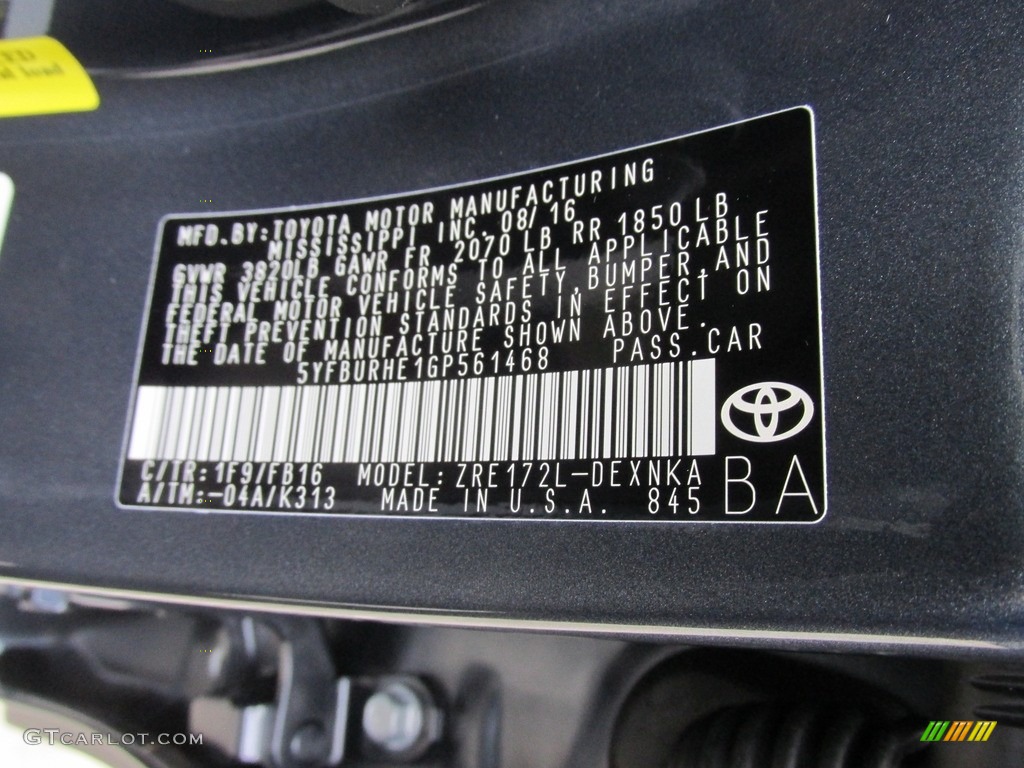 MFD.BY:TOYOTA MOTOR MANUFACTURING
MISSISSIPPI INC. 08/16
GVWR 3820LB GAWR FR 2070 LB RR 1850 LB
THIS VEHICLE CONFORMS TO ALL APPLICABLE
FEDERAL MOTOR VEHICLE SAFETY,BUMPER,AND
THEFT PREVENTION STANDARDS IN EFFECT ON
THE DATE OF MANUFACTURE SHOWN ABOVE.
5YFBURHE1GP561468 PASS.CAR
C/TR:1F9/FB16 MODEL:ZRE172L-DEXNKA
A/TM:-04A/K313 MADE IN U.S.A. 845
BA
GTCARLOT.COM